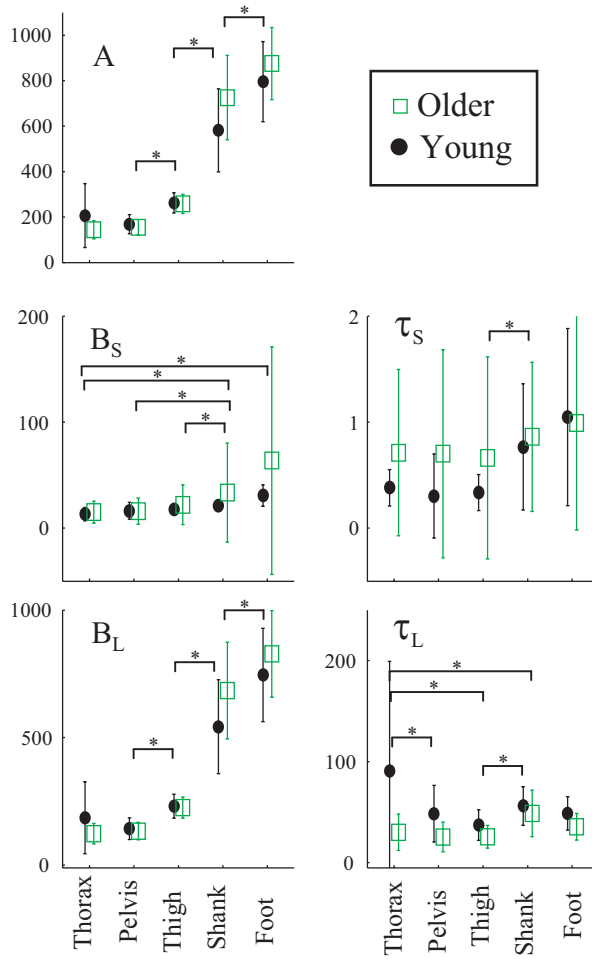 A
*
*
*
1000
800
600
400
200
0
Older
Young
B_S
*
*
*
*
200
100
0
τ_S
*
2
1
0
B_L
*
*
*
1000
500
0
Thorax
Pelvis
Thigh
Shank
Foot
τ_L
*
*
*
*
200
100
0
Thorax
Pelvis
Thigh
Shank
Foot